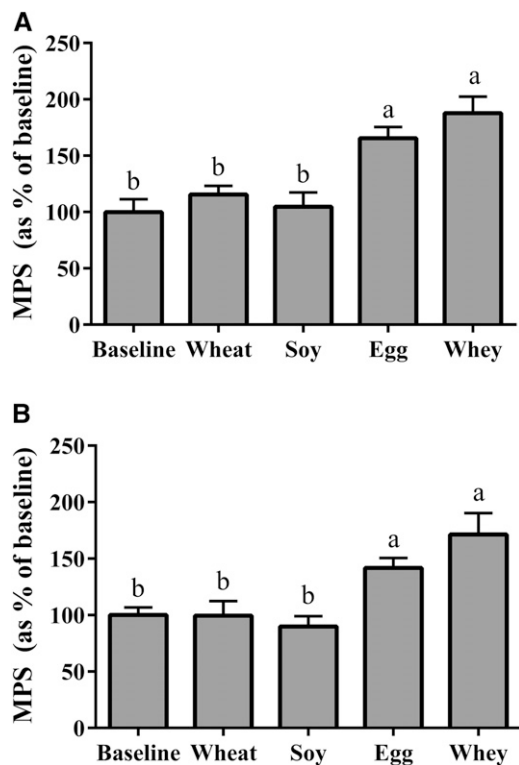 A
MPS (as % of baseline)
250
200
150
100
50
0
b
b
b
a
a
Baseline Wheat Soy Egg Whey
B
MPS (as % of baseline)
250
200
150
100
50
0
b
b
b
a
a
Baseline Wheat Soy Egg Whey